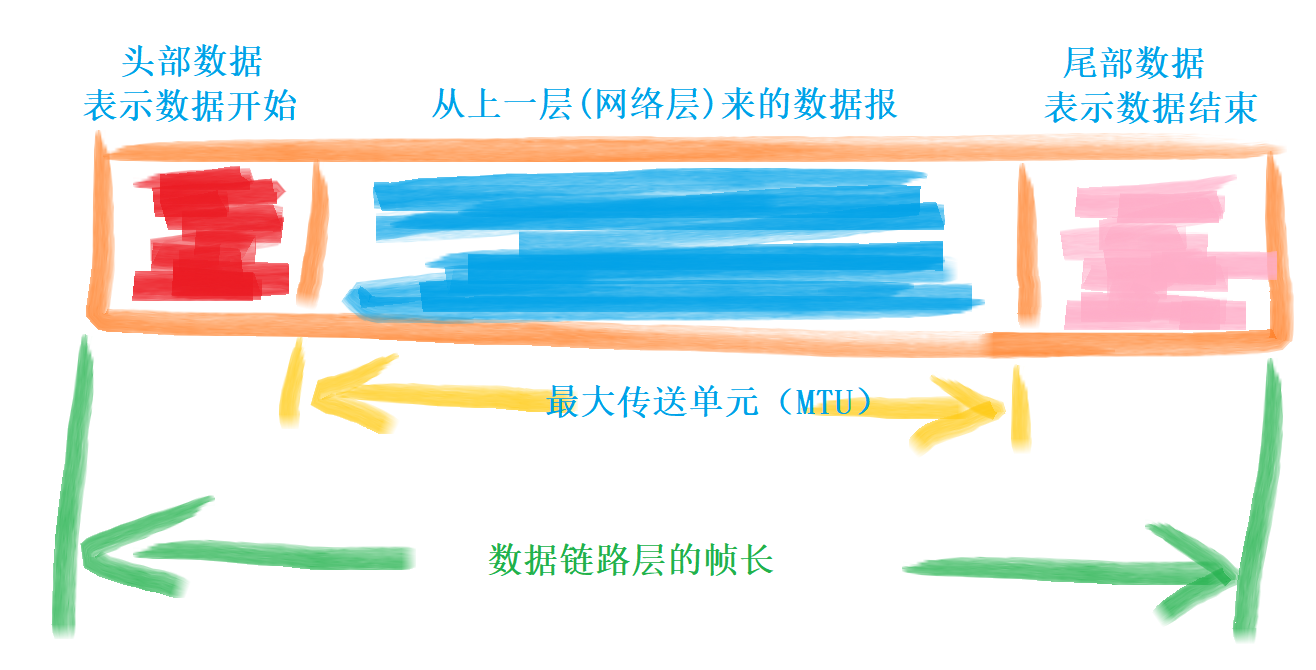 头部数据
表示数据开始
从上一层(网络层)来的数据报
尾部数据
表示数据结束
最大传送单元（MTU）
数据链路层的帧长